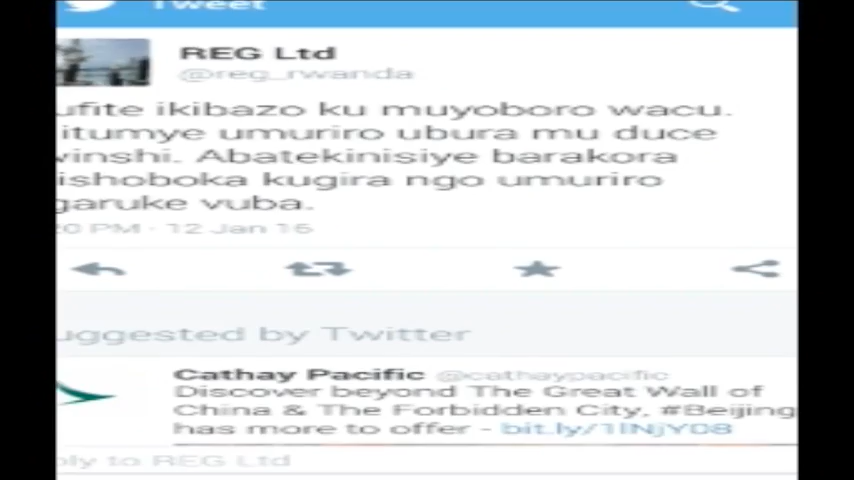 Tweet
REG Ltd
@reg_rwanda
ufite ikibazo ku muyoboro wacu.
itumye umuriro ubura mu duce
winshi. Abatekinisiye barakora
ishoboka kugira ngo umuriro
garuke vuba.
20 PM · 12 Jan 16
uggested by Twitter
Cathay Pacific @cathaypacific
Discover beyond The Great Wall of
China & The Forbidden City, #Beijing
has more to offer - bit.ly/1lNjY08
ply to REG Ltd